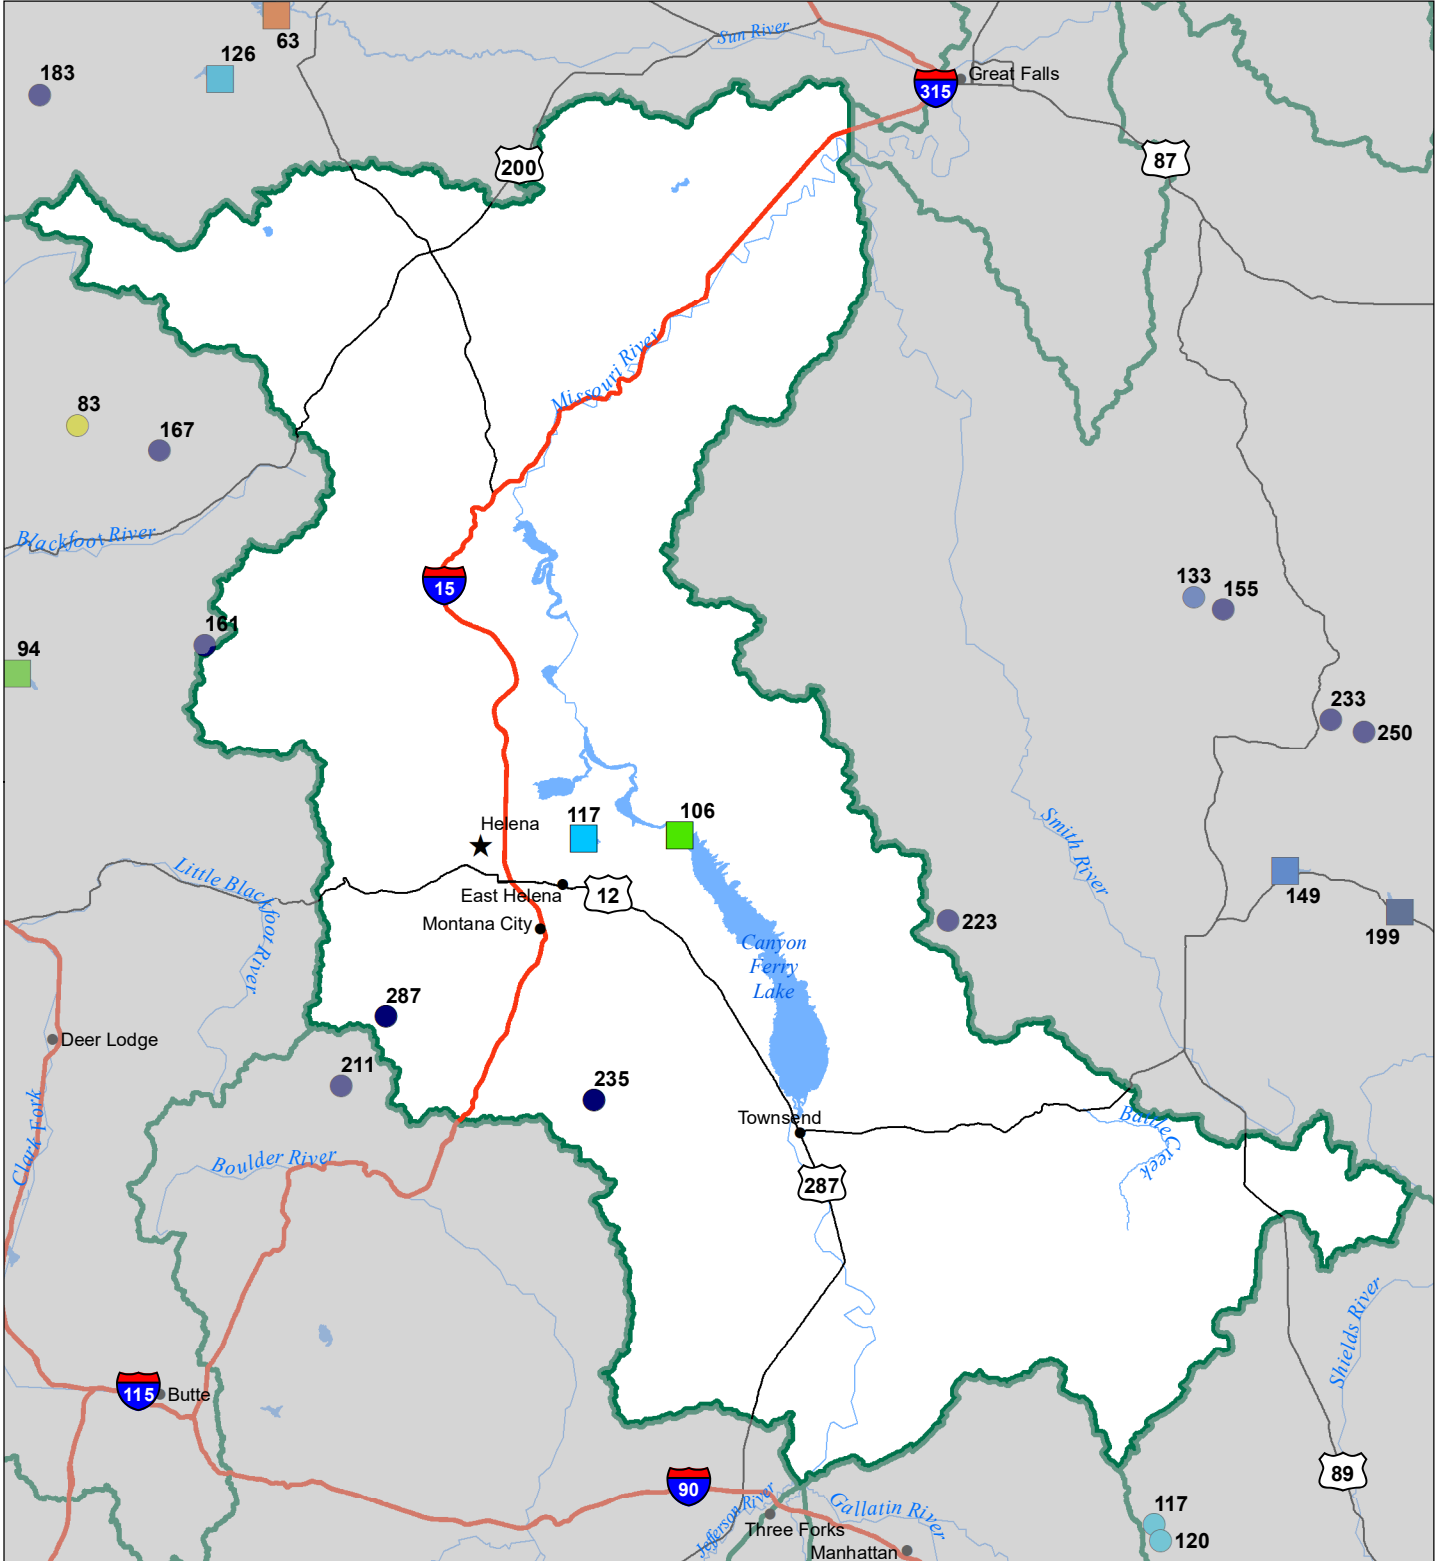 63
Sun River
126
183
Great Falls
315
200
87
Missouri River
83
167
Blackfoot River
15
133
155
161
94
233
250
117
106
Helena
Smith River
Little Blackfoot River
East Helena
12
149
Montana City
199
223
Canyon
Ferry
Lake
287
Deer Lodge
211
235
Townsend
Battle Creek
Clark Fork
Boulder River
287
Shields River
115
Butte
90
89
Jefferson River
Gallatin River
117
Three Forks
120
Manhattan